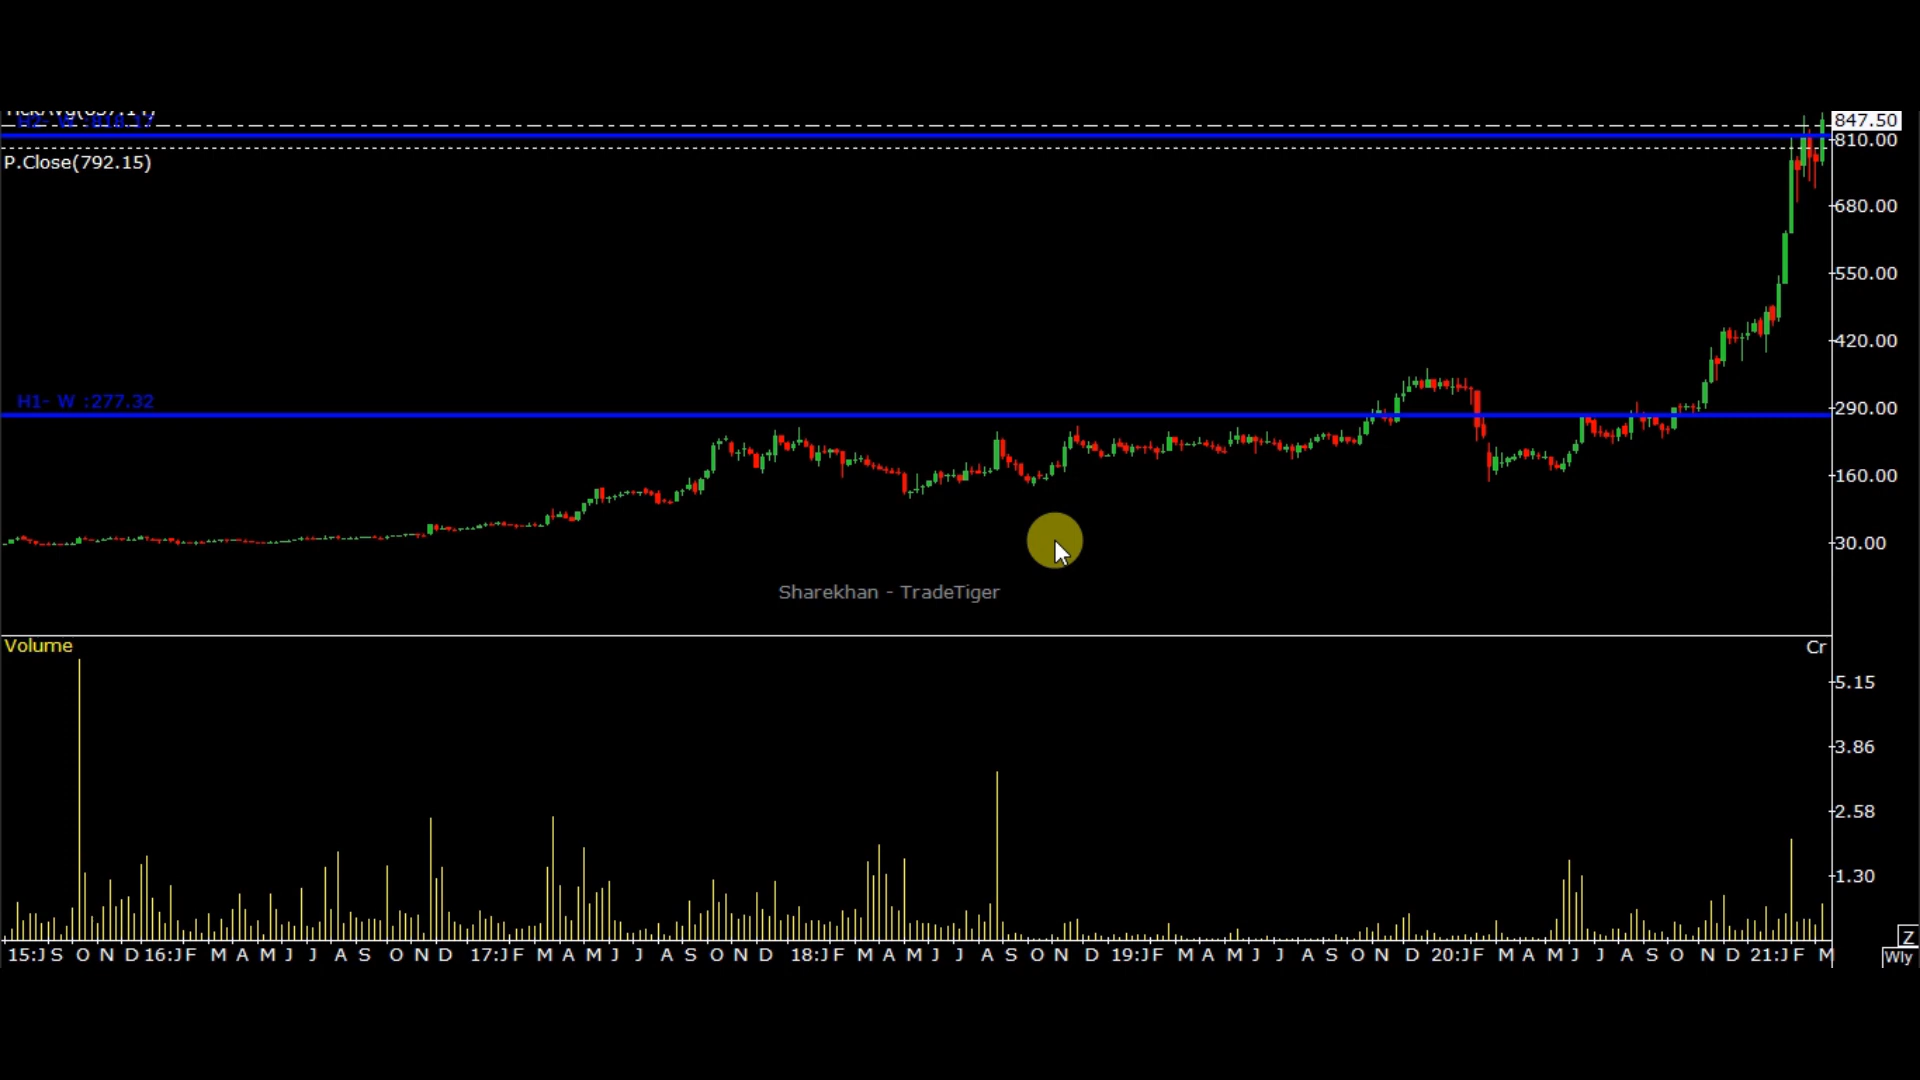 847.50
810.00
P.Close(792.15)
680.00
550.00
420.00
H1- W :277.32
290.00
160.00
30.00
Sharekhan - TradeTiger
Volume
Cr
5.15
3.86
2.58
1.30
Z
15:J S O N D 16:J F M A M J J A S O N D 17:J F M A M J J A S O N D 18:J F M A M J J A S O N D 19:J F M A M J J A S O N D 20:J F M A M J J A S O N D 21:J F M
Wly